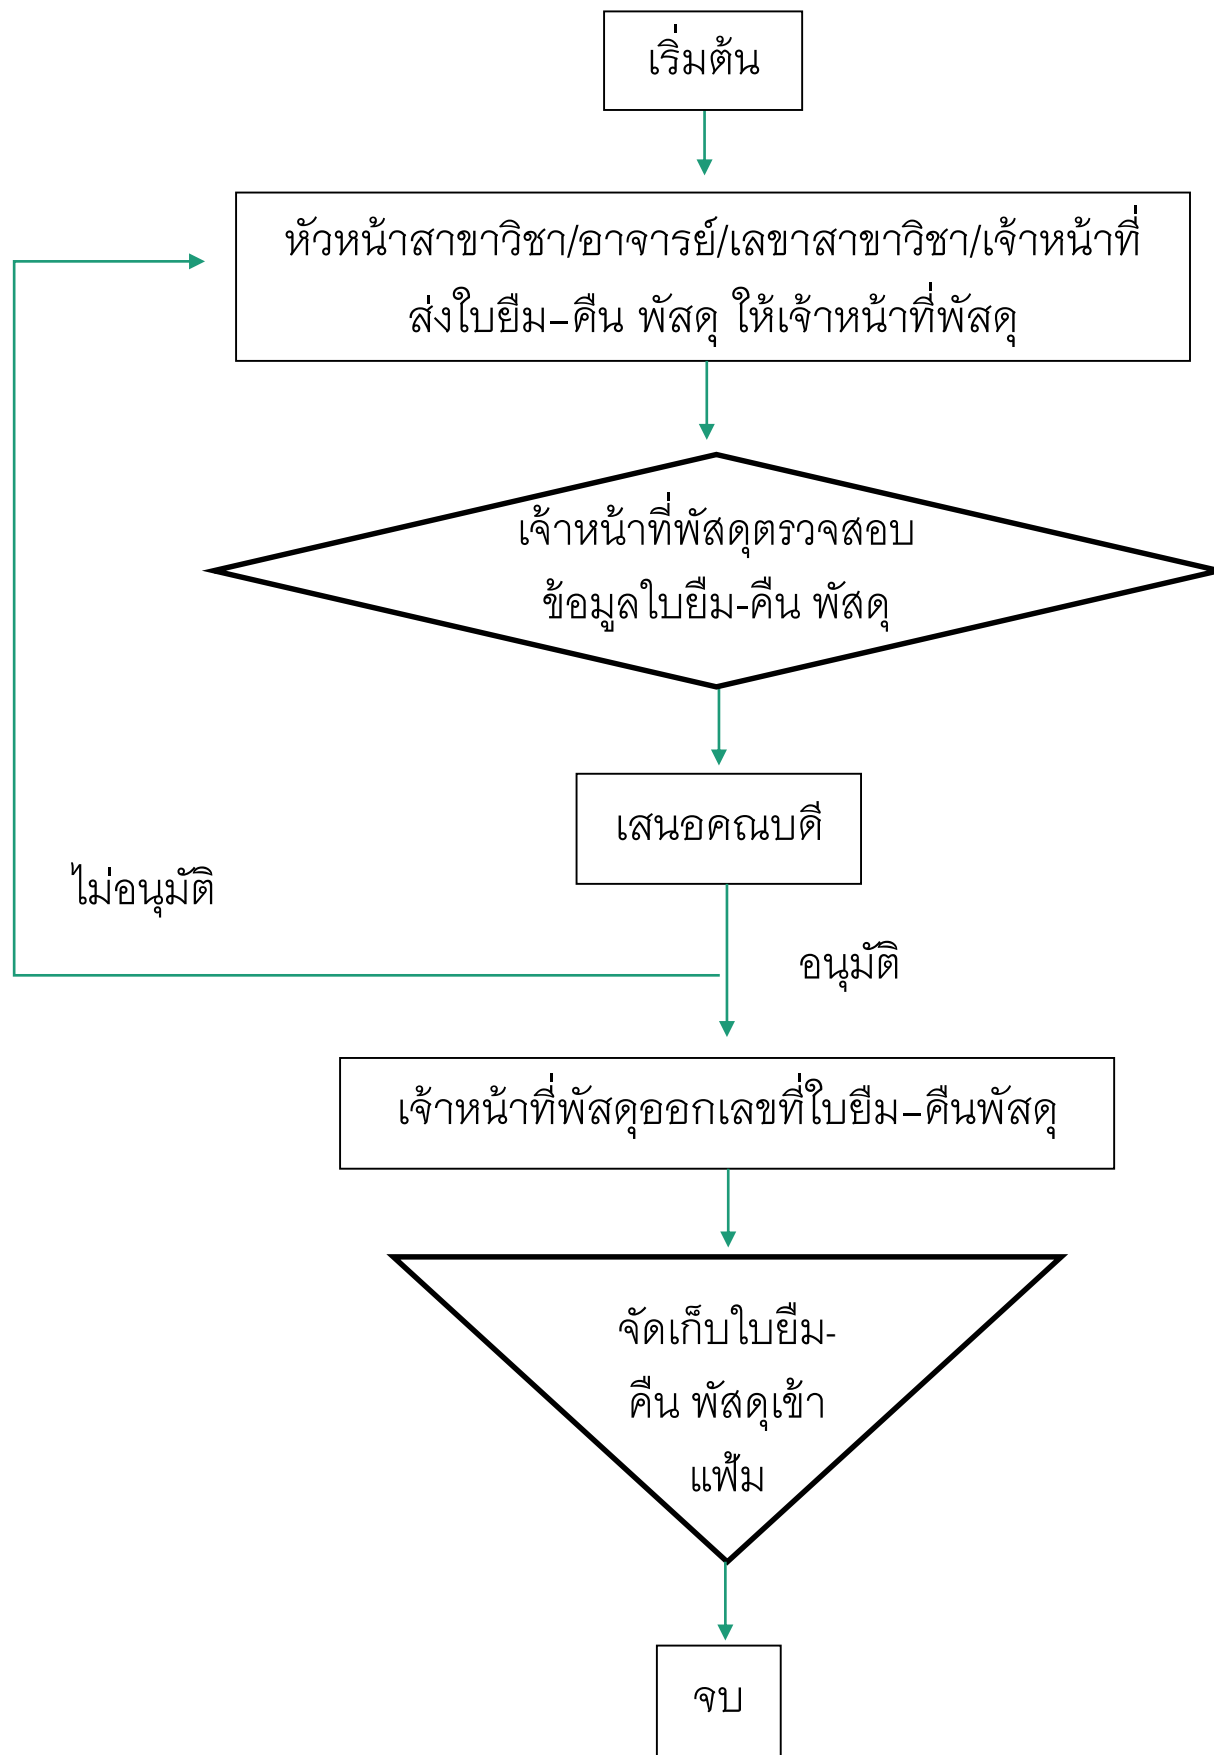 เริ่มต้น
หัวหน้าสาขาวิชา/อาจารย์/เลขาสาขาวิชา/เจ้าหน้าที่
ส่งใบยืม–คืน พัสดุ ให้เจ้าหน้าที่พัสดุ
เจ้าหน้าที่พัสดุตรวจสอบ
ข้อมูลใบยืม-คืน พัสดุ
เสนอคณบดี
ไม่อนุมัติ
อนุมัติ
เจ้าหน้าที่พัสดุออกเลขที่ใบยืม–คืนพัสดุ
จัดเก็บใบยืม-
คืน พัสดุเข้า
แฟ้ม
จบ